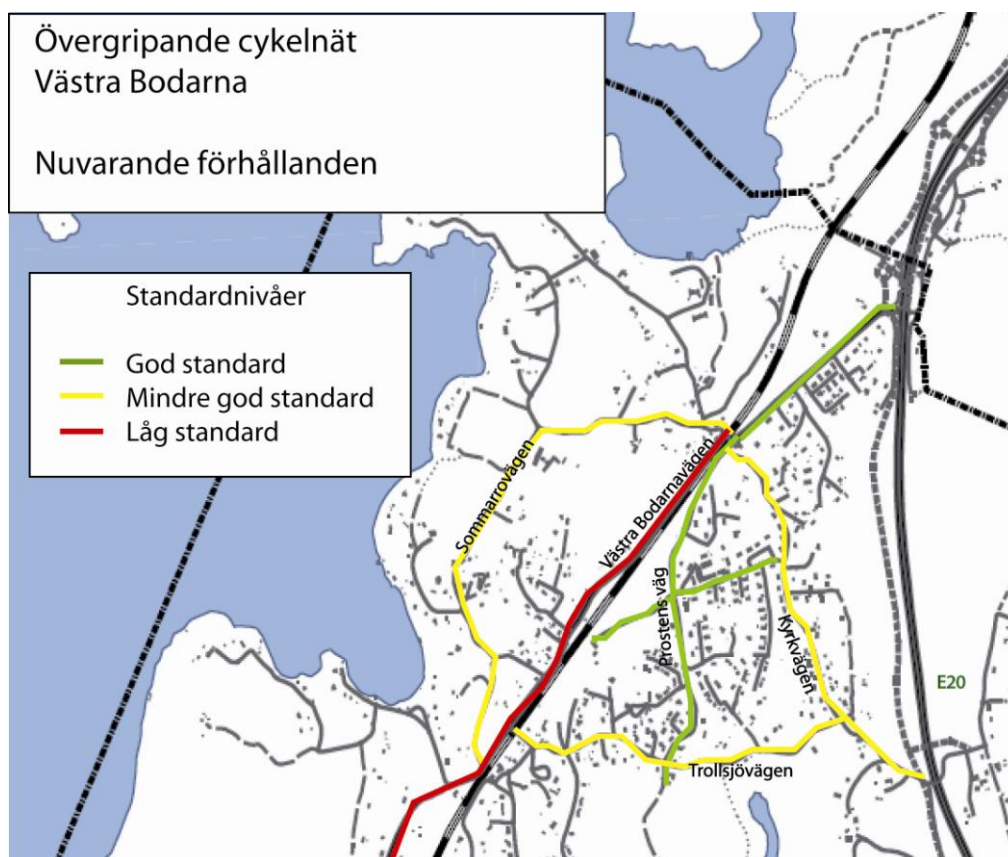 Övergripande cykelnät
Västra Bodarna
Nuvarande förhållanden
Standardnivåer
God standard
Mindre god standard
Låg standard
Sommarrovägen
Västra Bodarnavägen
Prostens väg
Kyrkvägen
E20
Trollsjövägen